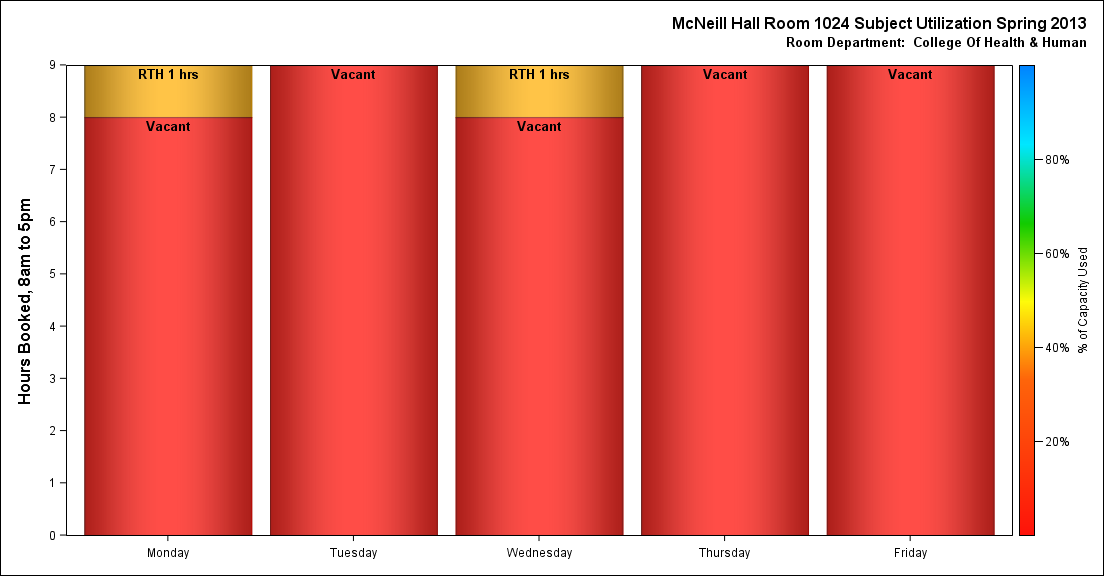 McNeill Hall Room 1024 Subject Utilization Spring 2013
Room Department:  College Of Health & Human
Hours Booked, 8am to 5pm
9
8
7
6
5
4
3
2
1
0
RTH 1 hrs
Vacant
Vacant
RTH 1 hrs
Vacant
Vacant
Vacant
Monday
Tuesday
Wednesday
Thursday
Friday
80%
60%
40%
20%
% of Capacity Used